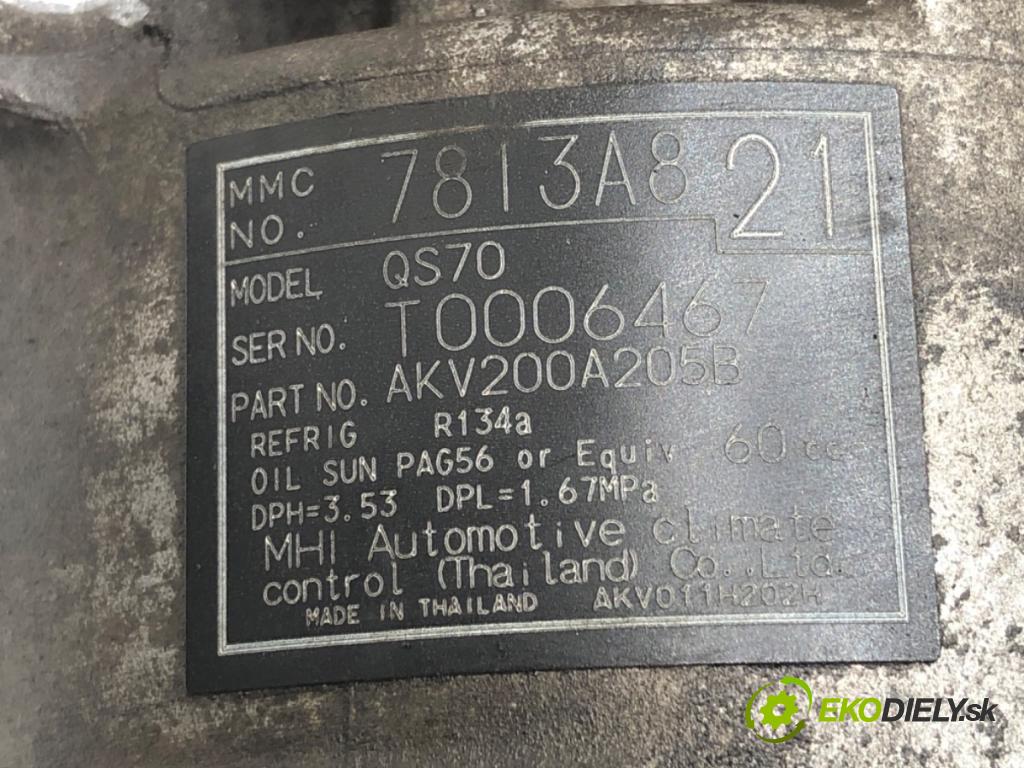 MMC NO. 7813A821
MODEL QS70
SER NO. T0006467
PART NO. AKV200A205B
REFRIG R134a
OIL SUN PAG56 or Equiv 60 cc
DPH=3.53 DPL=1.67MPa
MHI Automotive climate
control (Thailand) Co.,Ltd.
MADE IN THAILAND AKV011H202H
EKODIELY.sk